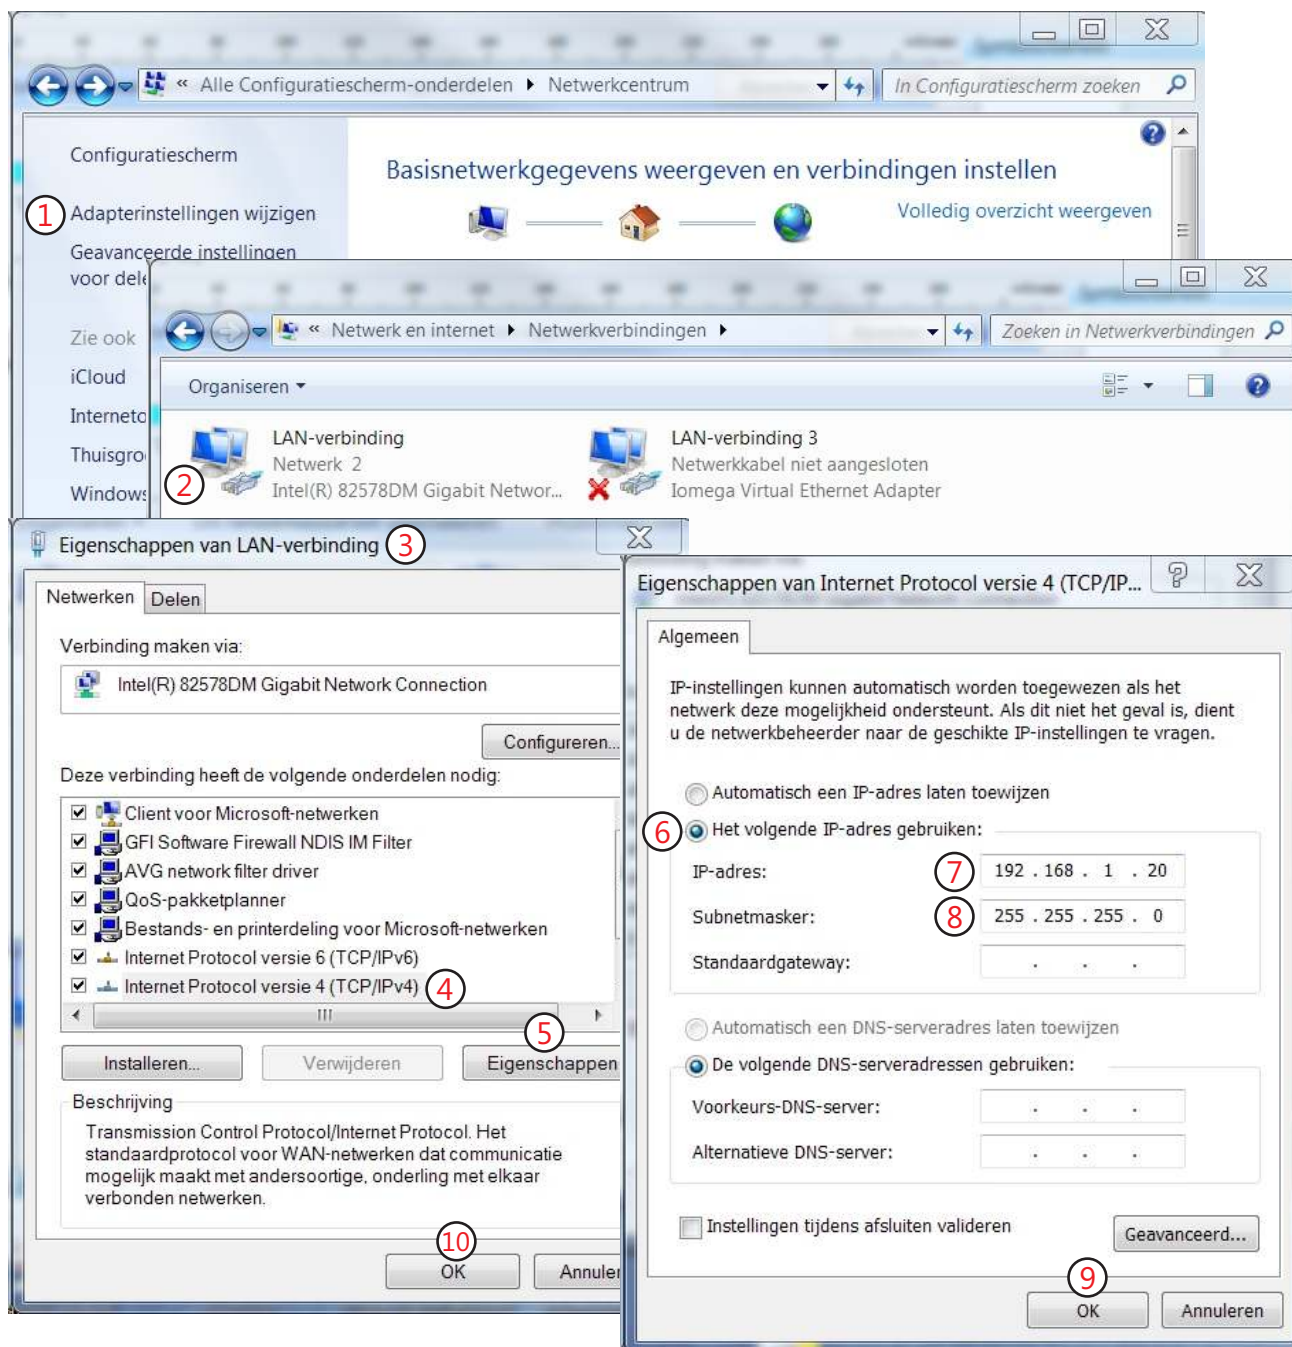 « Alle Configuratiescherm-onderdelen Netwerkcentrum
In Configuratiescherm zoeken
Configuratiescherm
Basisnetwerkgegevens weergeven en verbindingen instellen
1 Adapterinstellingen wijzigen
Volledig overzicht weergeven
Geavanceerde instellingen
voor dele
Zie ook
iCloud
Interneto
Thuisgro
Windows
« Netwerk en internet Netwerkverbindingen
Zoeken in Netwerkverbindingen
Organiseren
LAN-verbinding
Netwerk 2
2 Intel(R) 82578DM Gigabit Networ...
LAN-verbinding 3
Netwerkkabel niet aangesloten
Iomega Virtual Ethernet Adapter
Eigenschappen van LAN-verbinding 3
Netwerken Delen
Verbinding maken via:
Intel(R) 82578DM Gigabit Network Connection
Configureren...
Deze verbinding heeft de volgende onderdelen nodig:
Client voor Microsoft-netwerken
GFI Software Firewall NDIS IM Filter
AVG network filter driver
QoS-pakketplanner
Bestands- en printerdeling voor Microsoft-netwerken
Internet Protocol versie 6 (TCP/IPv6)
Internet Protocol versie 4 (TCP/IPv4) 4
5
Installeren... Verwijderen Eigenschappen
Beschrijving
Transmission Control Protocol/Internet Protocol. Het
standaardprotocol voor WAN-netwerken dat communicatie
mogelijk maakt met andersoortige, onderling met elkaar
verbonden netwerken.
10
OK Annuler
Eigenschappen van Internet Protocol versie 4 (TCP/IP...
Algemeen
IP-instellingen kunnen automatisch worden toegewezen als het
netwerk deze mogelijkheid ondersteunt. Als dit niet het geval is, dient
u de netwerkbeheerder naar de geschikte IP-instellingen te vragen.
Automatisch een IP-adres laten toewijzen
6 Het volgende IP-adres gebruiken:
IP-adres: 7 192 . 168 . 1 . 20
Subnetmasker: 8 255 . 255 . 255 . 0
Standaardgateway: . . .
Automatisch een DNS-serveradres laten toewijzen
De volgende DNS-serveradressen gebruiken:
Voorkeurs-DNS-server: . . .
Alternatieve DNS-server: . . .
Instellingen tijdens afsluiten valideren
Geavanceerd...
9
OK Annuleren